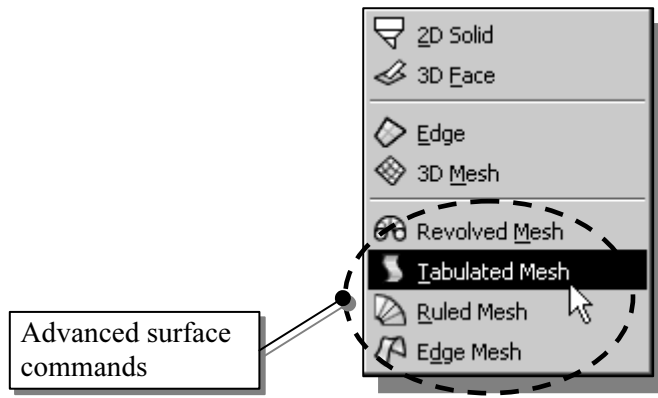 2D Solid
3D Face
Edge
3D Mesh
Revolved Mesh
Tabulated Mesh
Ruled Mesh
Edge Mesh
Advanced surface
commands